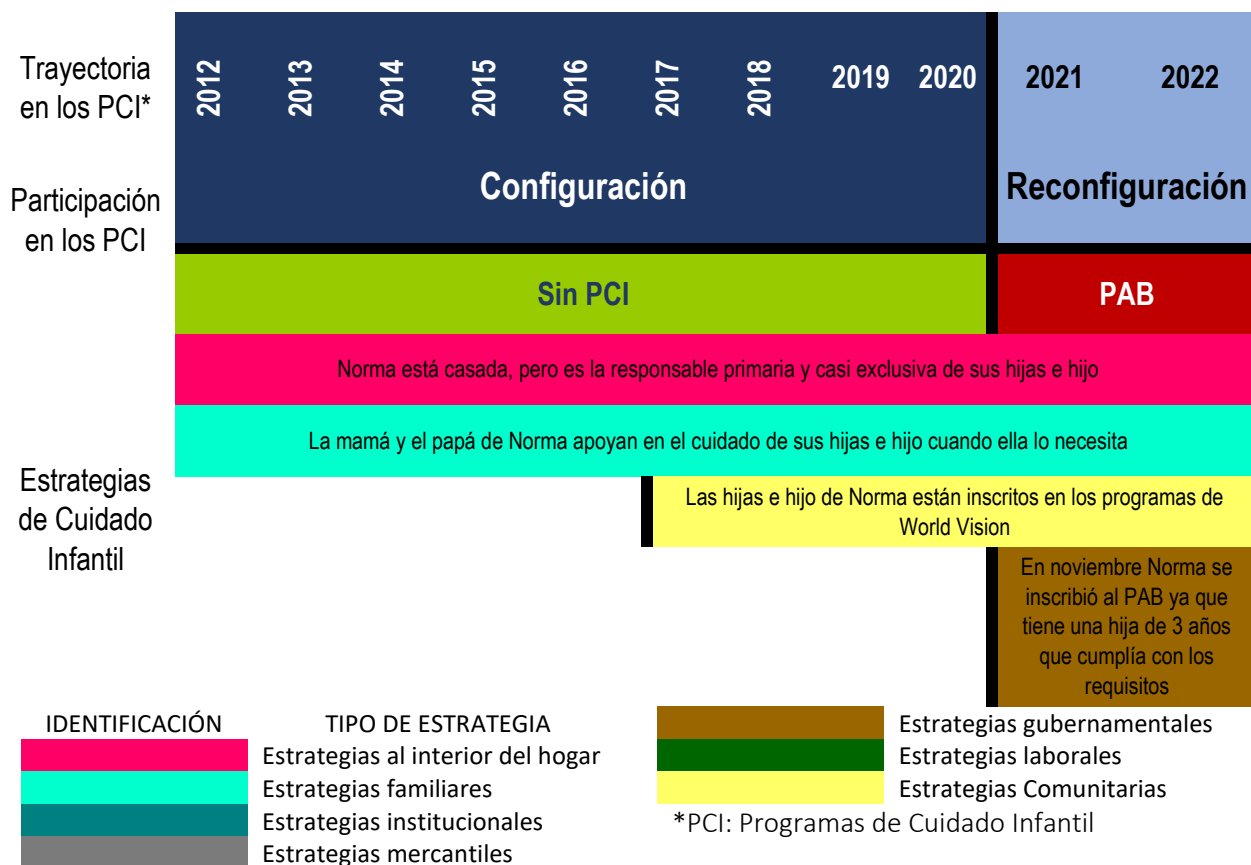 Trayectoria
en los PCI*
2012
2013
2014
2015
2016
2017
2018
2019
2020
2021
2022
Participación
en los PCI
Configuración
Reconfiguración
Sin PCI
PAB
Estrategias
de Cuidado
Infantil
Norma está casada, pero es la responsable primaria y casi exclusiva de sus hijas e hijo
La mamá y el papá de Norma apoyan en el cuidado de sus hijas e hijo cuando ella lo necesita
Las hijas e hijo de Norma están inscritos en los programas de
World Vision
En noviembre Norma se
inscribió al PAB ya que
tiene una hija de 3 años
que cumplía con los
requisitos
IDENTIFICACIÓN
TIPO DE ESTRATEGIA
Estrategias al interior del hogar
Estrategias familiares
Estrategias institucionales
Estrategias mercantiles
Estrategias gubernamentales
Estrategias laborales
Estrategias Comunitarias
*PCI: Programas de Cuidado Infantil